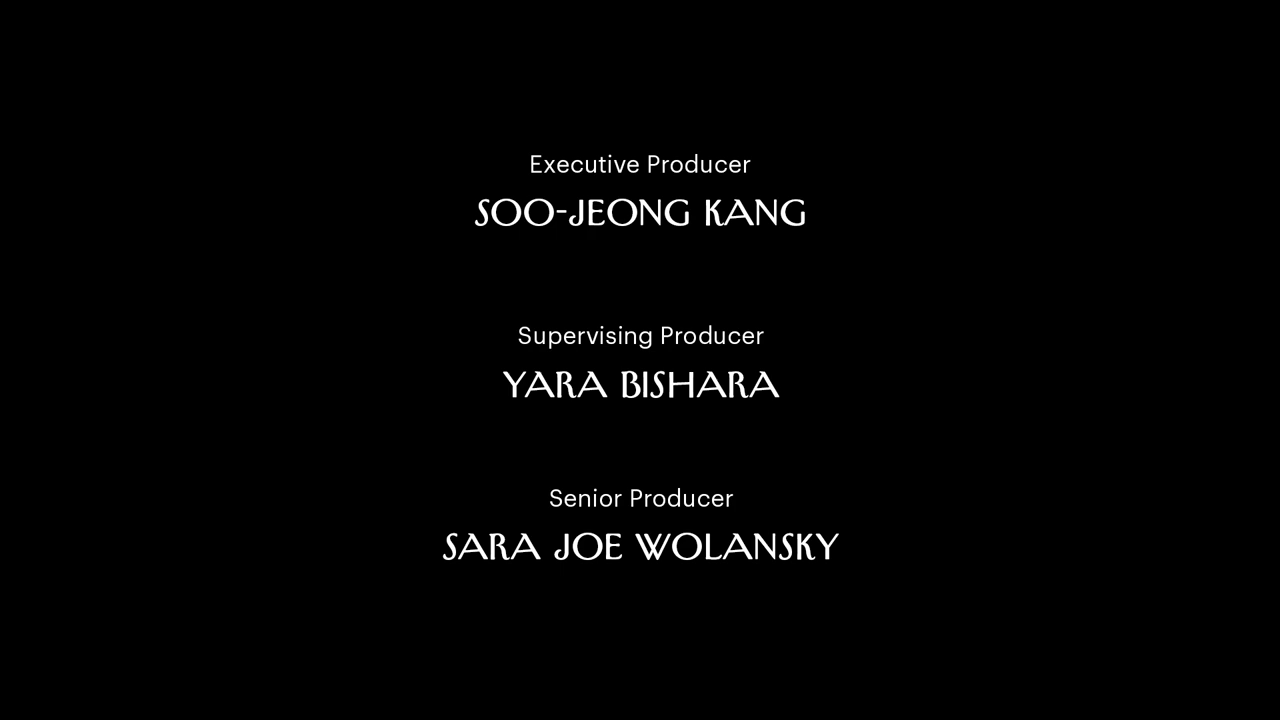 Executive Producer
SOO-JEONG KANG
Supervising Producer
YARA BISHARA
Senior Producer
SARA JOE WOLANSKY